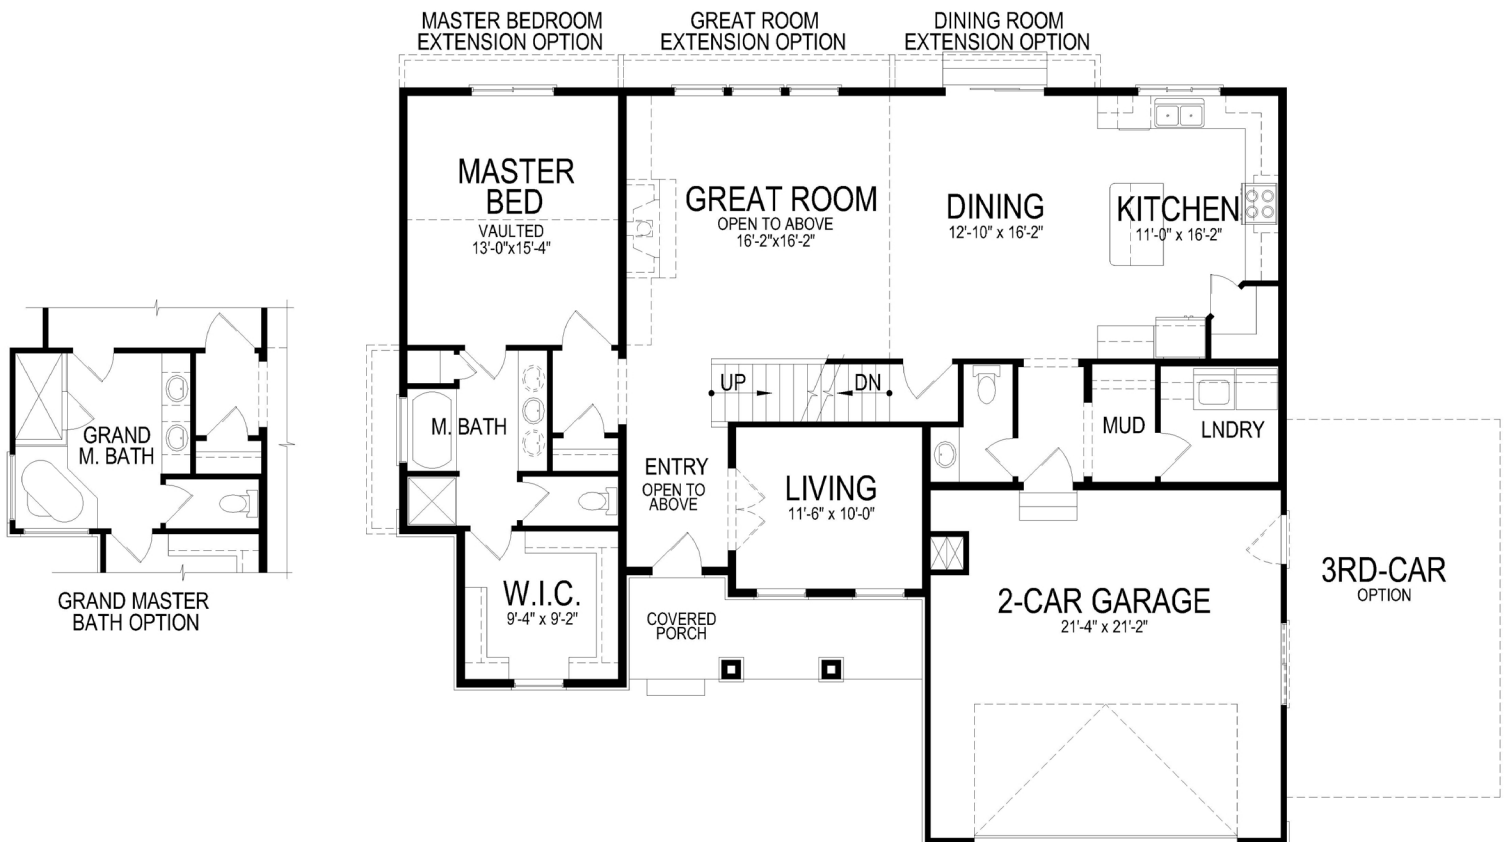 MASTER BEDROOM
EXTENSION OPTION
GREAT ROOM
EXTENSION OPTION
DINING ROOM
EXTENSION OPTION
MASTER
BED
VAULTED
13'-0"x15'-4"
GREAT ROOM
OPEN TO ABOVE
16'-2"x16'-2"
DINING
12'-10" x 16'-2"
KITCHEN
11'-0" x 16'-2"
UP
DN
M. BATH
MUD
LNDRY
ENTRY
OPEN TO
ABOVE
LIVING
11'-6" x 10'-0"
W.I.C.
9'-4" x 9'-2"
COVERED
PORCH
2-CAR GARAGE
21'-4" x 21'-2"
3RD-CAR
OPTION
GRAND
M. BATH
GRAND MASTER
BATH OPTION